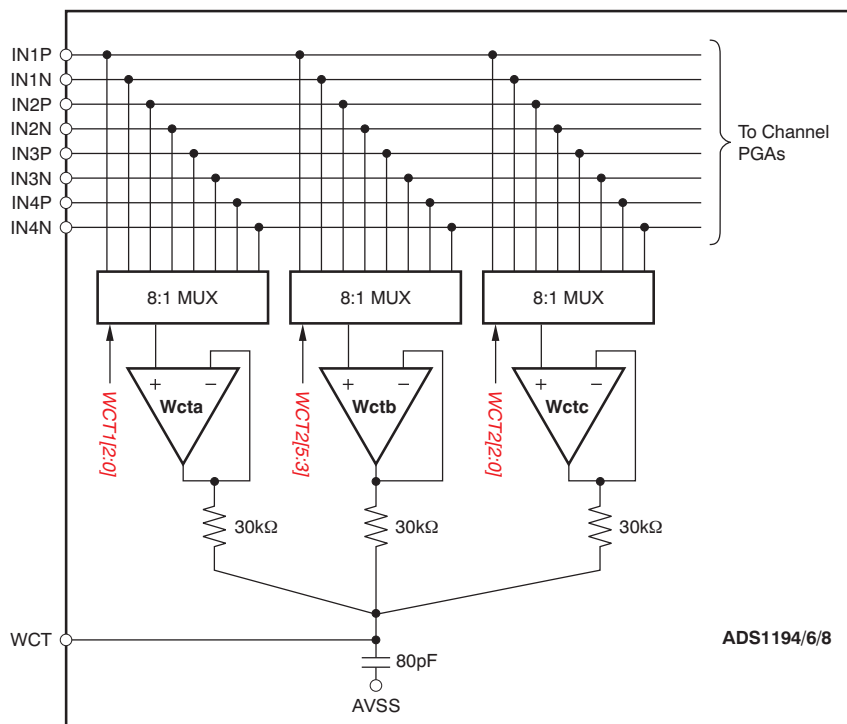 IN1P
IN1N
IN2P
IN2N
IN3P
IN3N
IN4P
IN4N
To Channel
PGAs
8:1 MUX
8:1 MUX
8:1 MUX
WCT1[2:0]
+ −
Wcta
WCT2[5:3]
+ −
Wctb
WCT2[2:0]
+ −
Wctc
30kΩ
30kΩ
30kΩ
WCT
80pF
AVSS
ADS1194/6/8